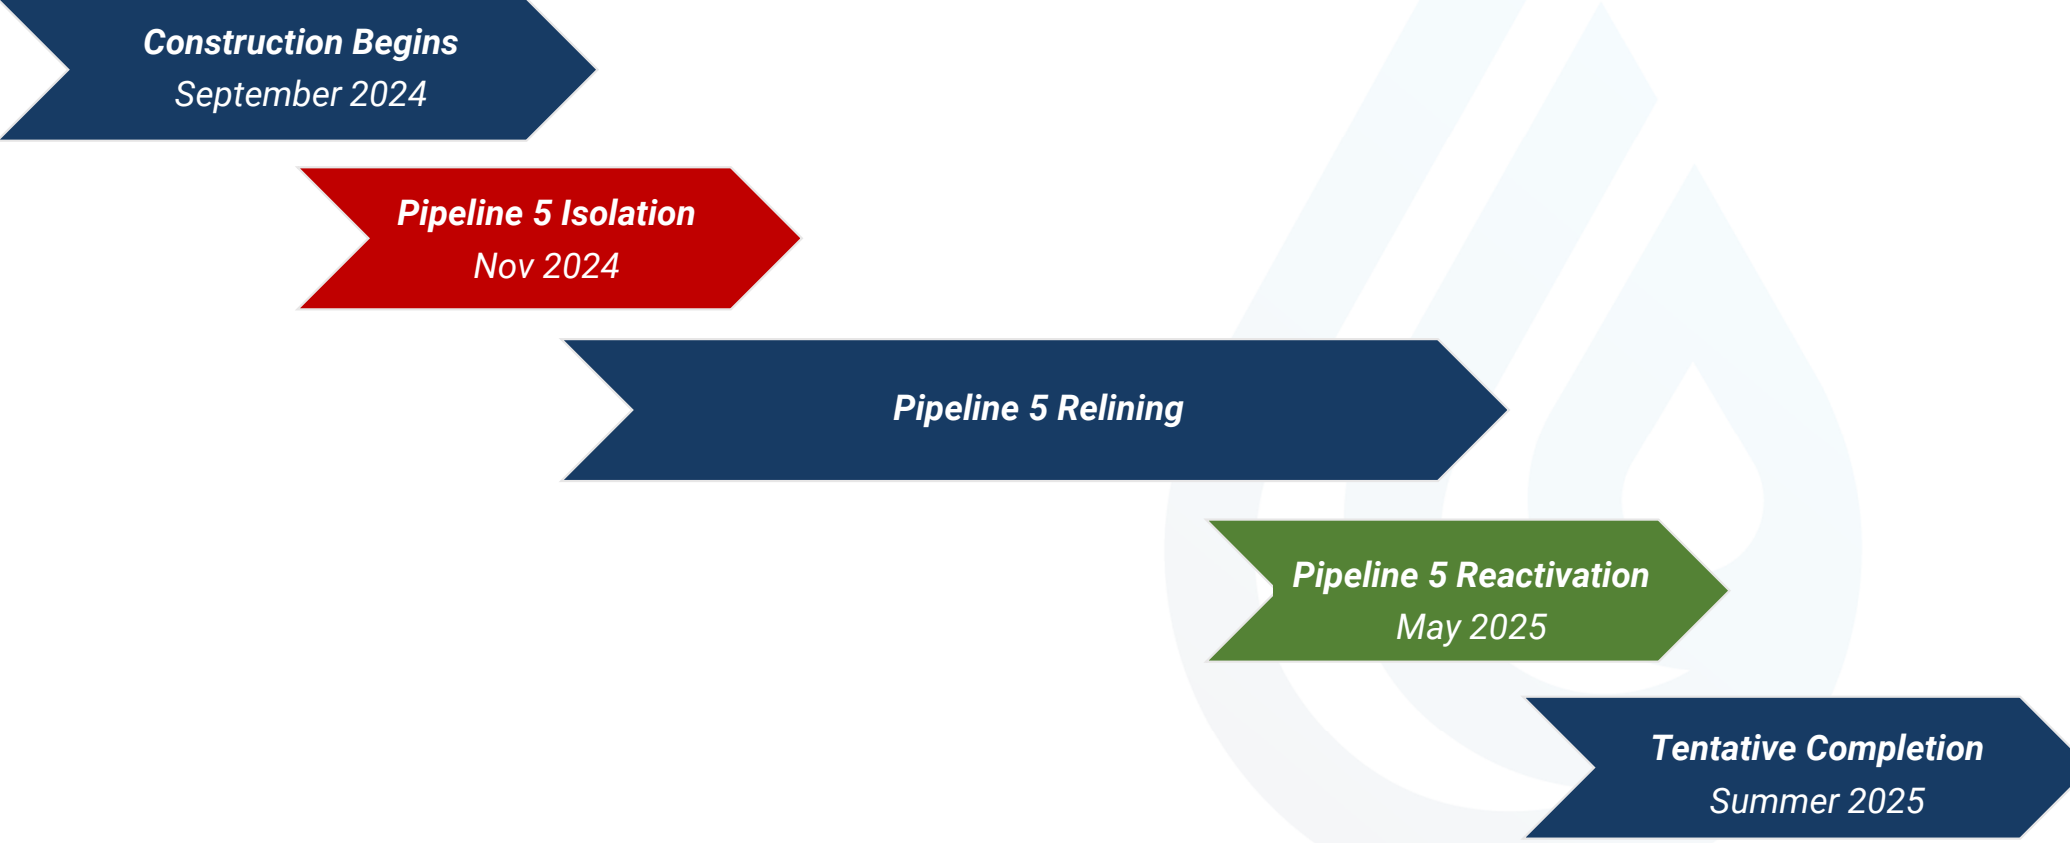 Construction Begins
September 2024
Pipeline 5 Isolation
Nov 2024
Pipeline 5 Relining
Pipeline 5 Reactivation
May 2025
Tentative Completion
Summer 2025